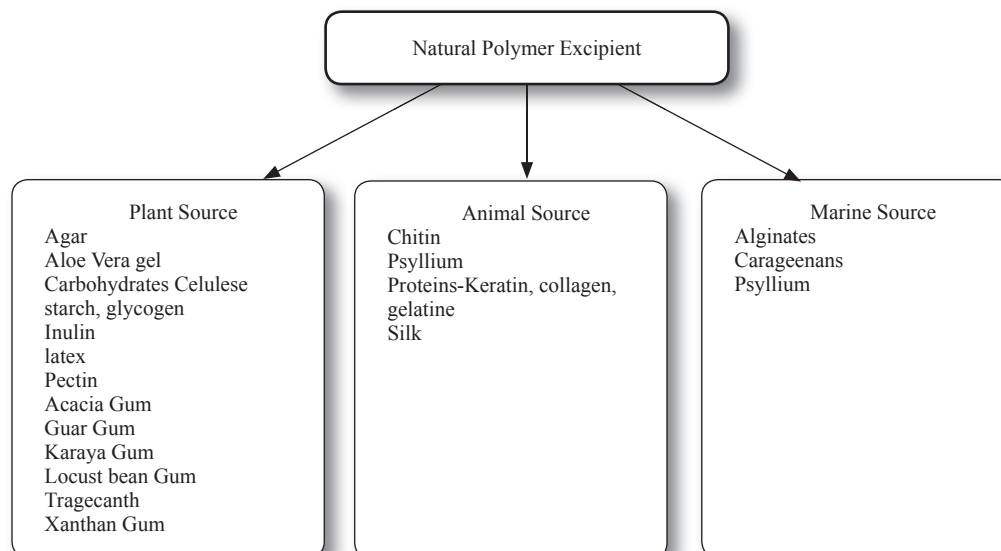 Natural Polymer Excipient
Plant Source
Agar
Aloe Vera gel
Carbohydrates Celulese
starch, glycogen
Inulin
latex
Pectin
Acacia Gum
Guar Gum
Karaya Gum
Locust bean Gum
Tragecanth
Xanthan Gum
Animal Source
Chitin
Psyllium
Proteins-Keratin, collagen,
gelatine
Silk
Marine Source
Alginates
Carageenans
Psyllium